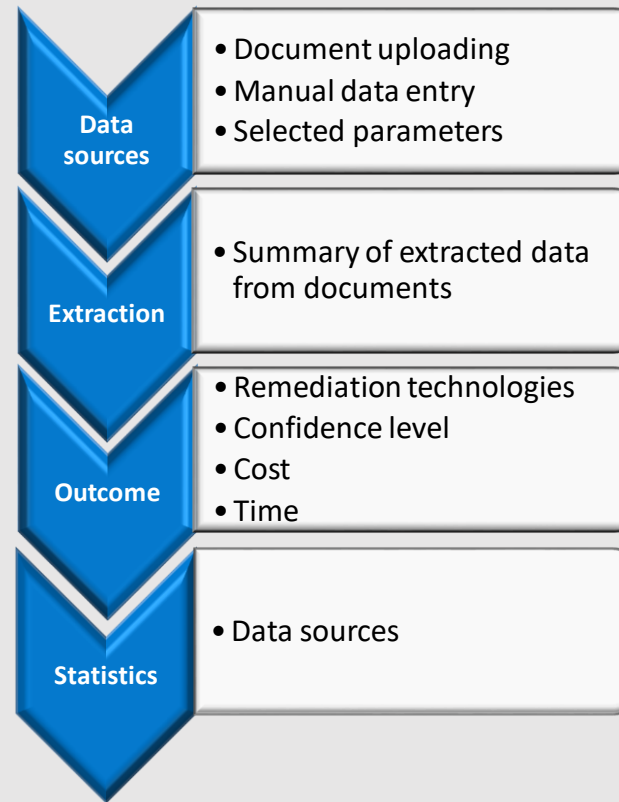 Data
sources
• Document uploading
• Manual data entry
• Selected parameters
Extraction
• Summary of extracted data
from documents
Outcome
• Remediation technologies
• Confidence level
• Cost
• Time
Statistics
• Data sources